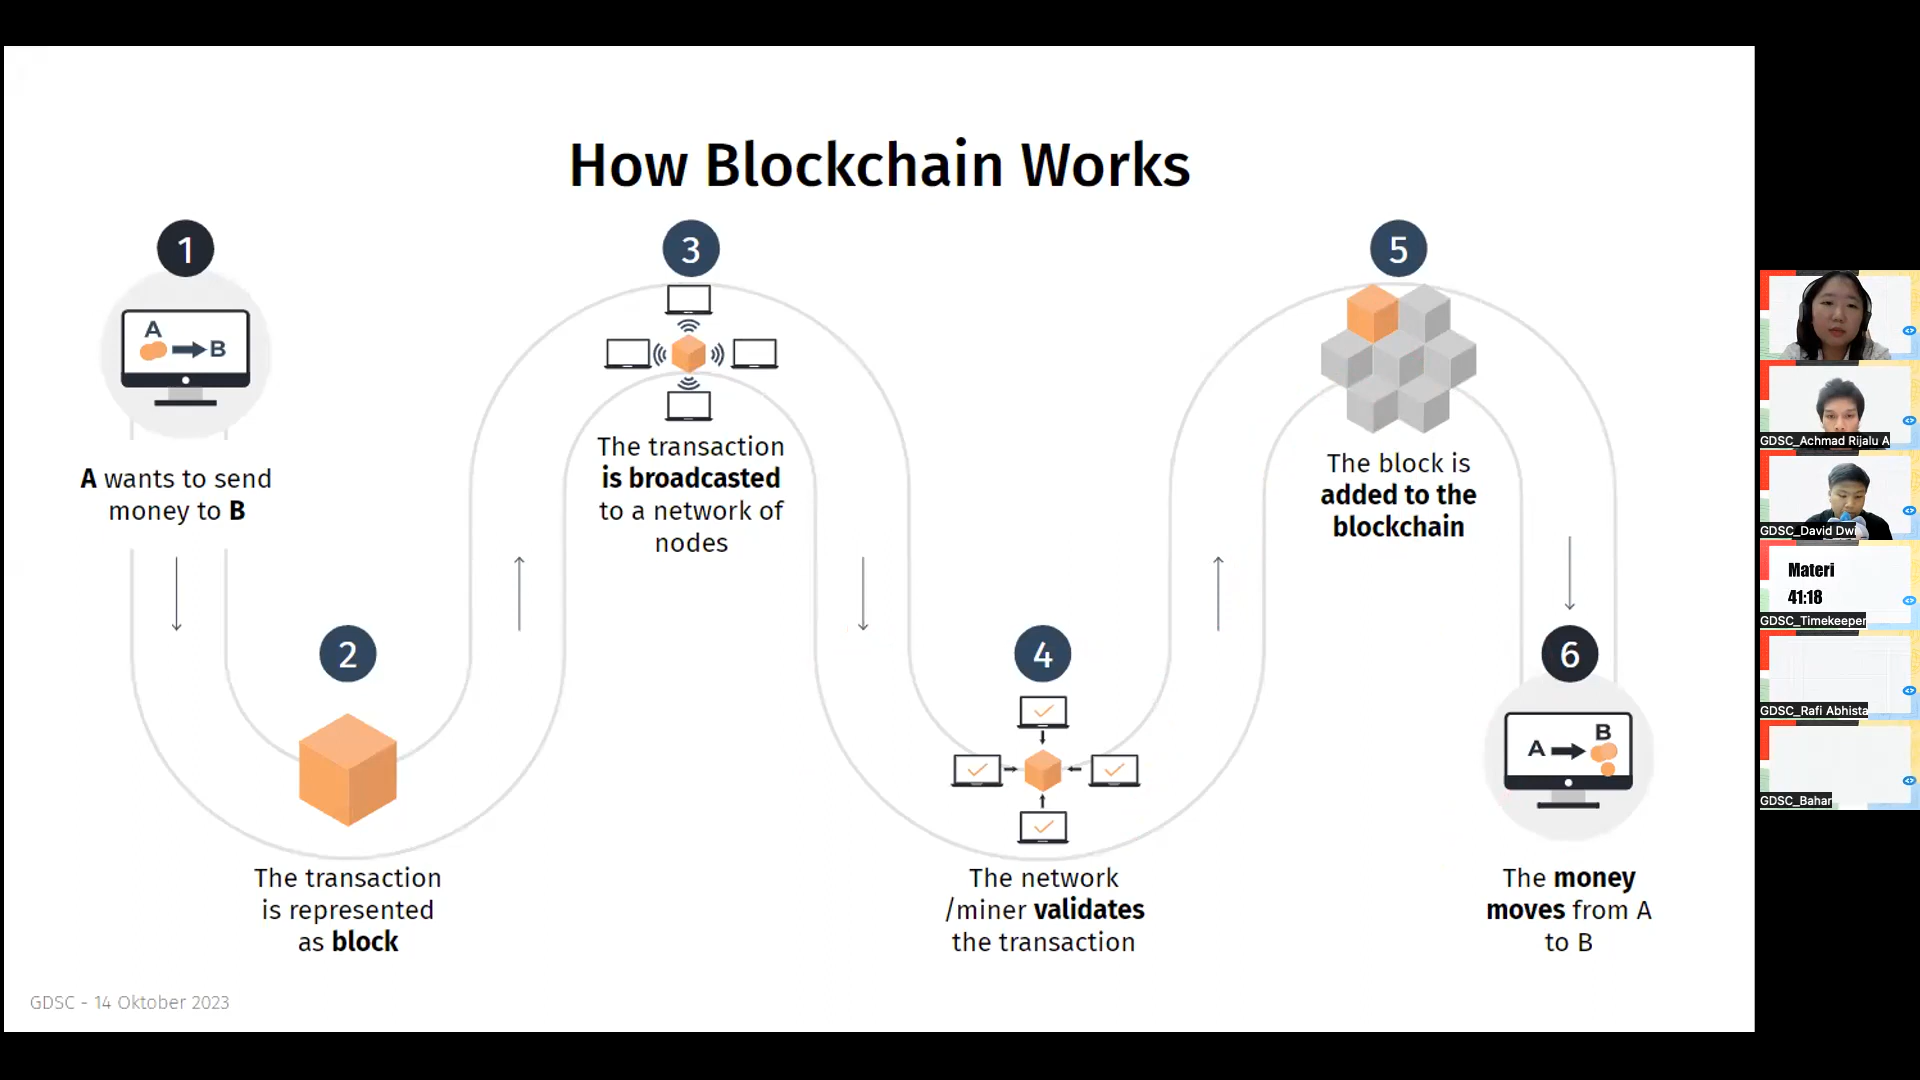 How Blockchain Works
1
A
B
A wants to send
money to B
2
The transaction
is represented
as block
3
The transaction
is broadcasted
to a network of
nodes
4
The network
/miner validates
the transaction
5
The block is
added to the
blockchain
6
A
B
The money
moves from A
to B
GDSC - 14 Oktober 2023
GDSC_Achmad Rijalu A
GDSC_David Dwi
Materi
41:18
GDSC_Timekeeper
GDSC_Rafi Abhista
GDSC_Bahar